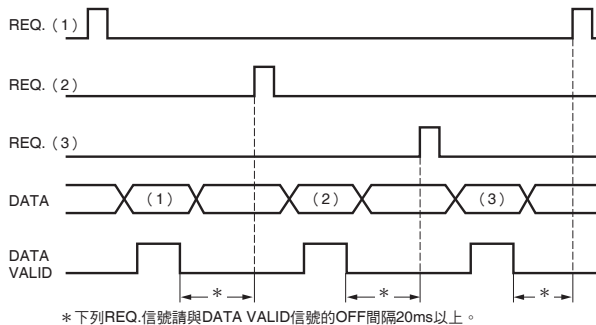 REQ.（1）
REQ.（2）
REQ.（3）
DATA （1） （2） （3）
DATA
VALID
＊ ＊ ＊
＊下列REQ.信號請與DATA VALID信號的OFF間隔20ms以上。